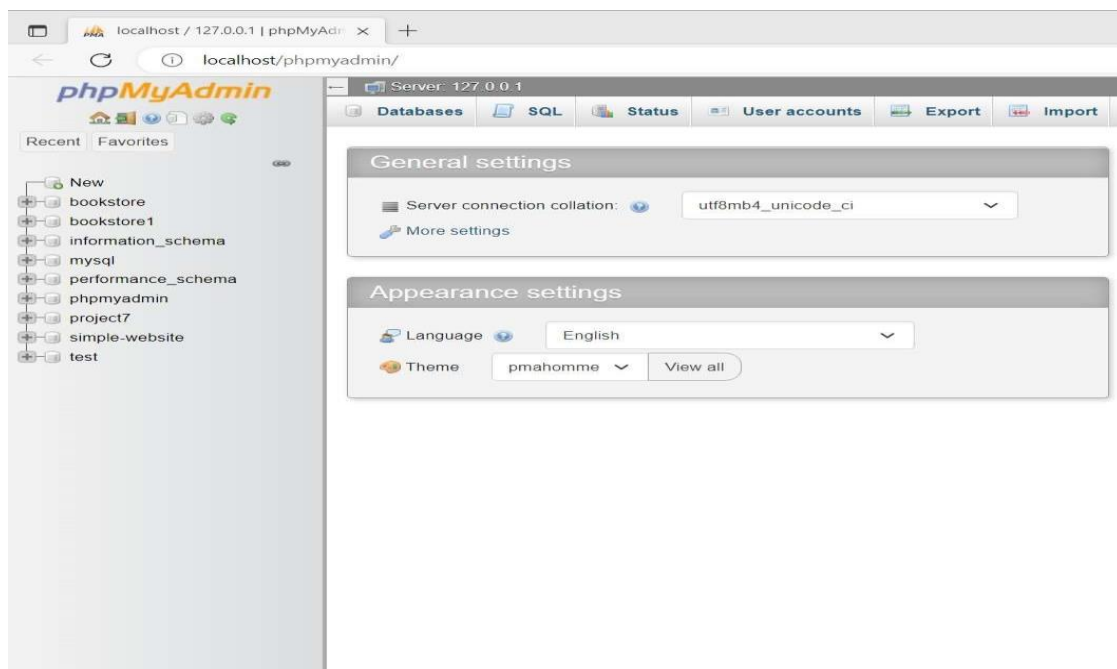 localhost / 127.0.0.1 | phpMyAdr
localhost/phpmyadmin/
phpMyAdmin
Recent Favorites
New
bookstore
bookstore1
information_schema
mysql
performance_schema
phpmyadmin
project7
simple-website
test
Server: 127.0.0.1
Databases SQL Status User accounts Export Import
General settings
Server connection collation: utf8mb4_unicode_ci
More settings
Appearance settings
Language English
Theme pmahomme View all